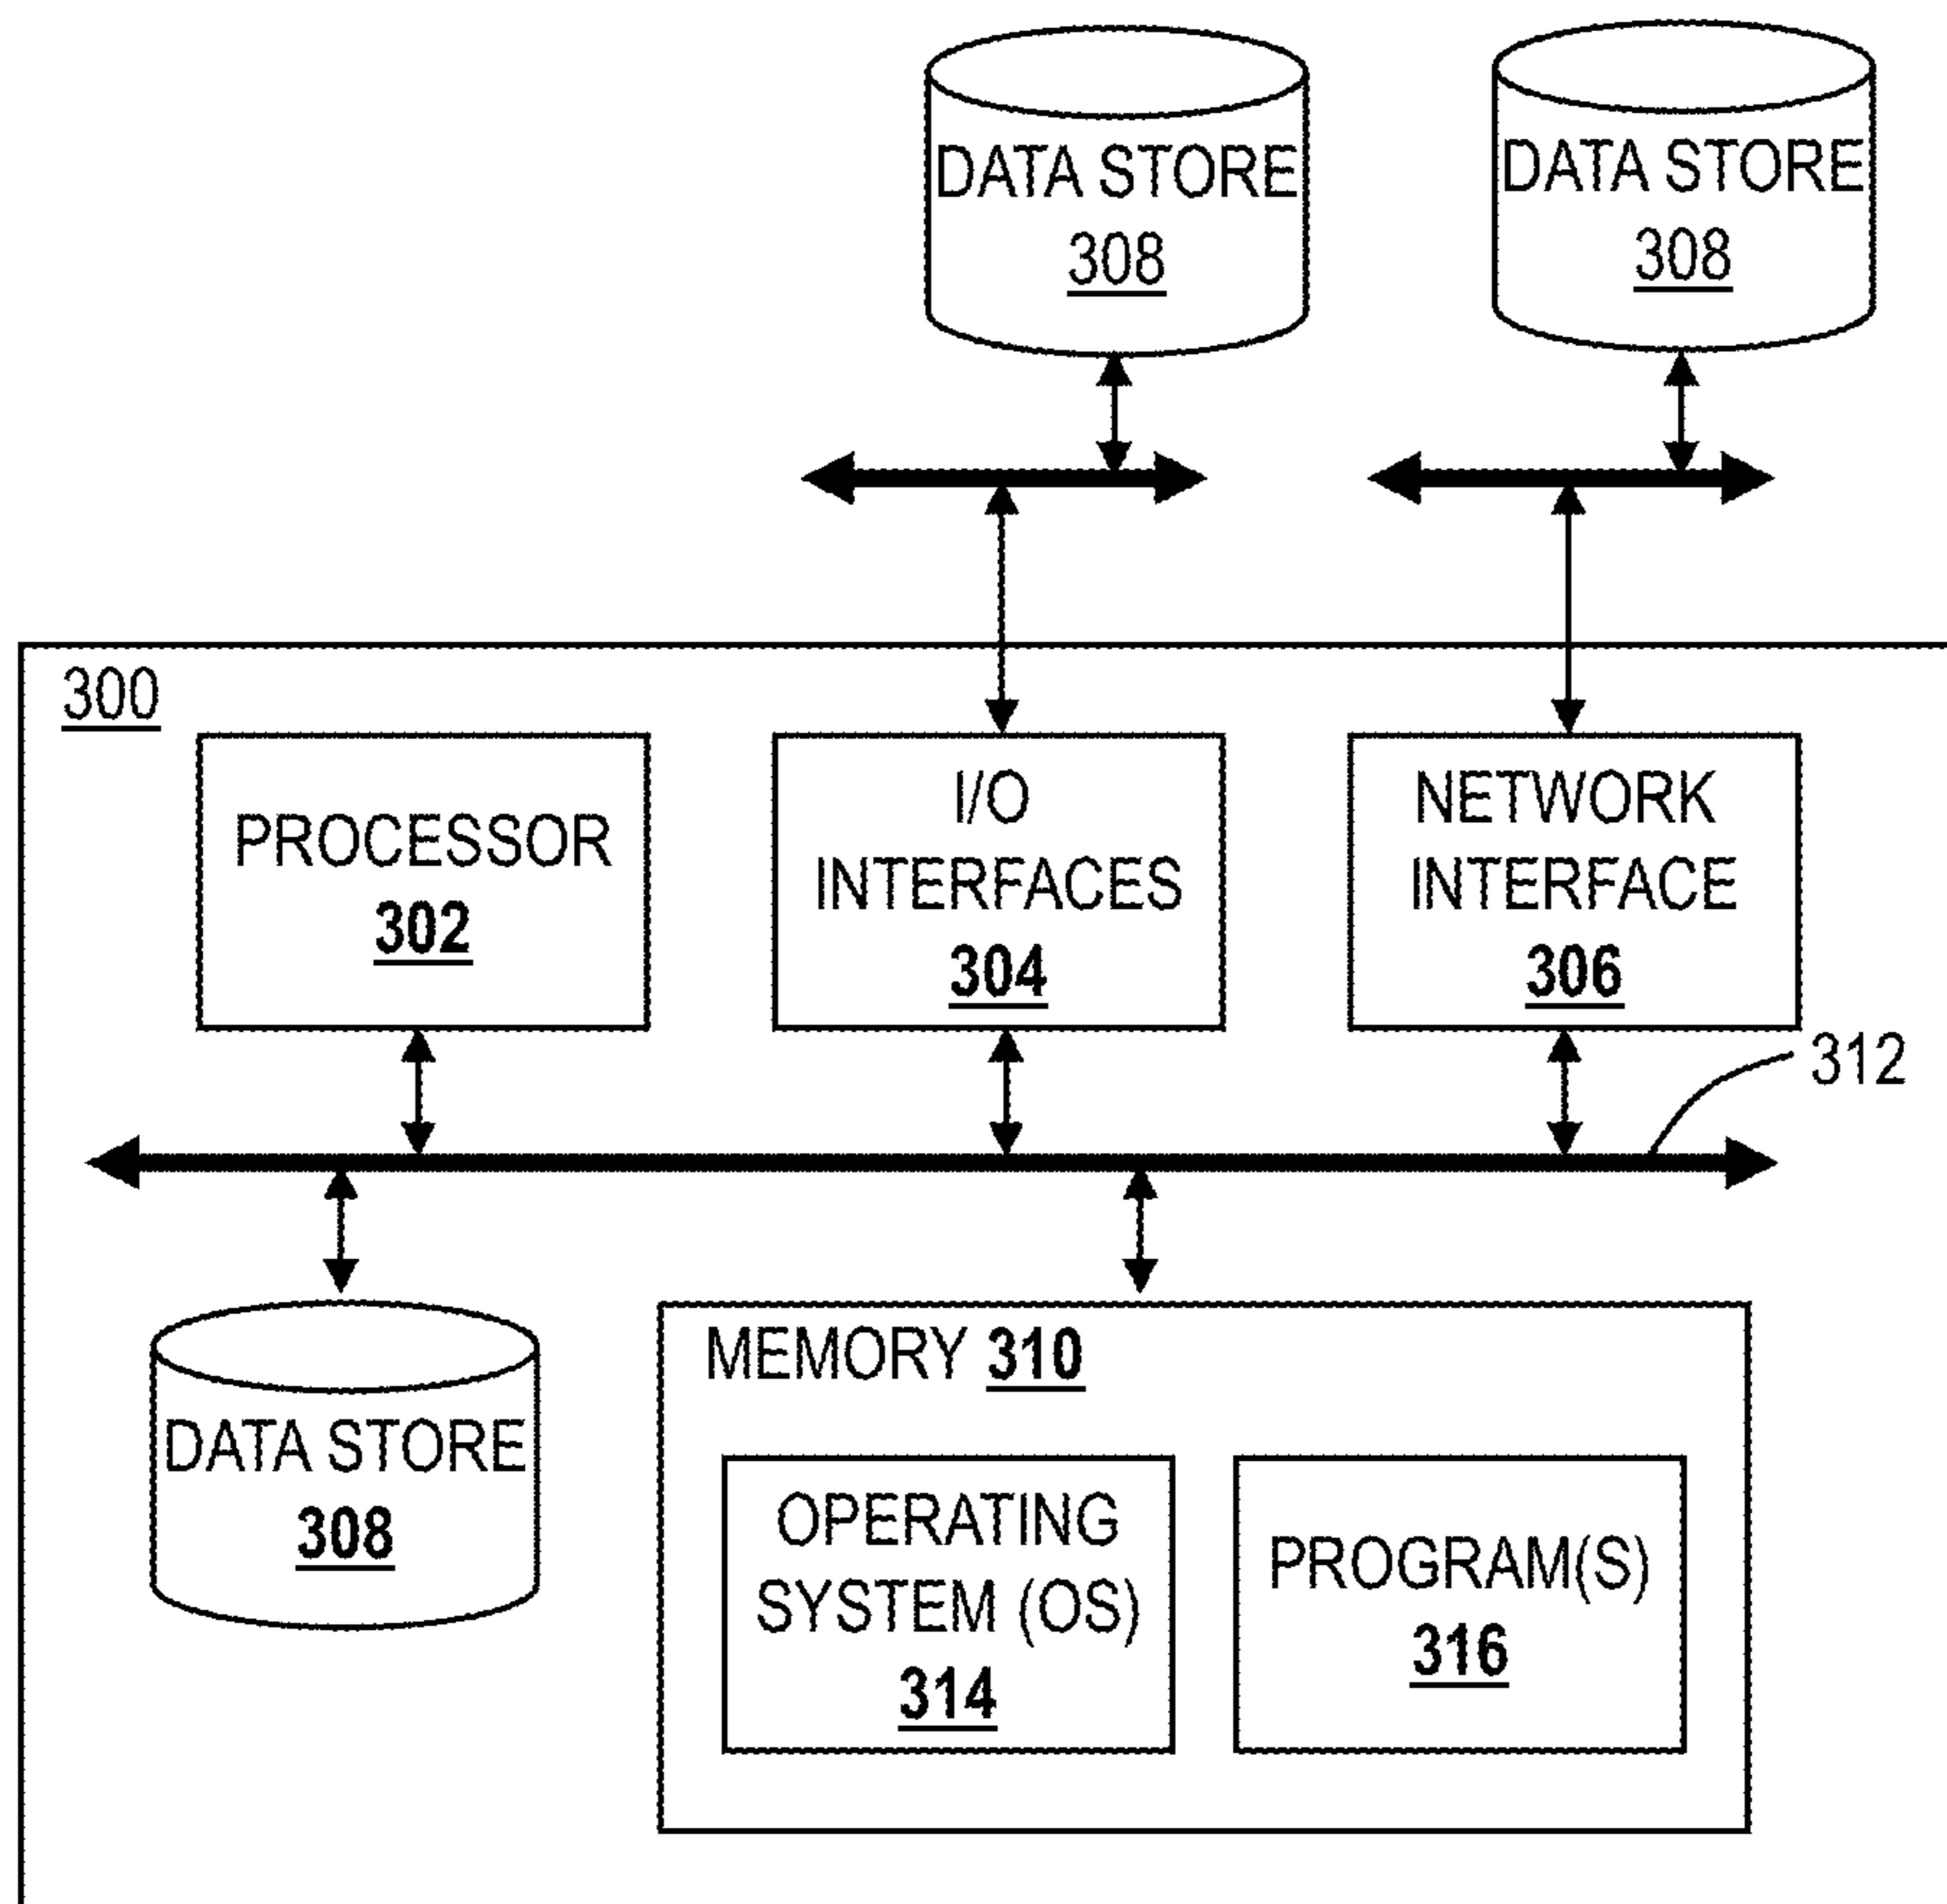 DATA STORE
308
DATA STORE
308
300
PROCESSOR
302
I/O
INTERFACES
304
NETWORK
INTERFACE
306
312
DATA STORE
308
MEMORY 310
OPERATING
SYSTEM (OS)
314
PROGRAM(S)
316